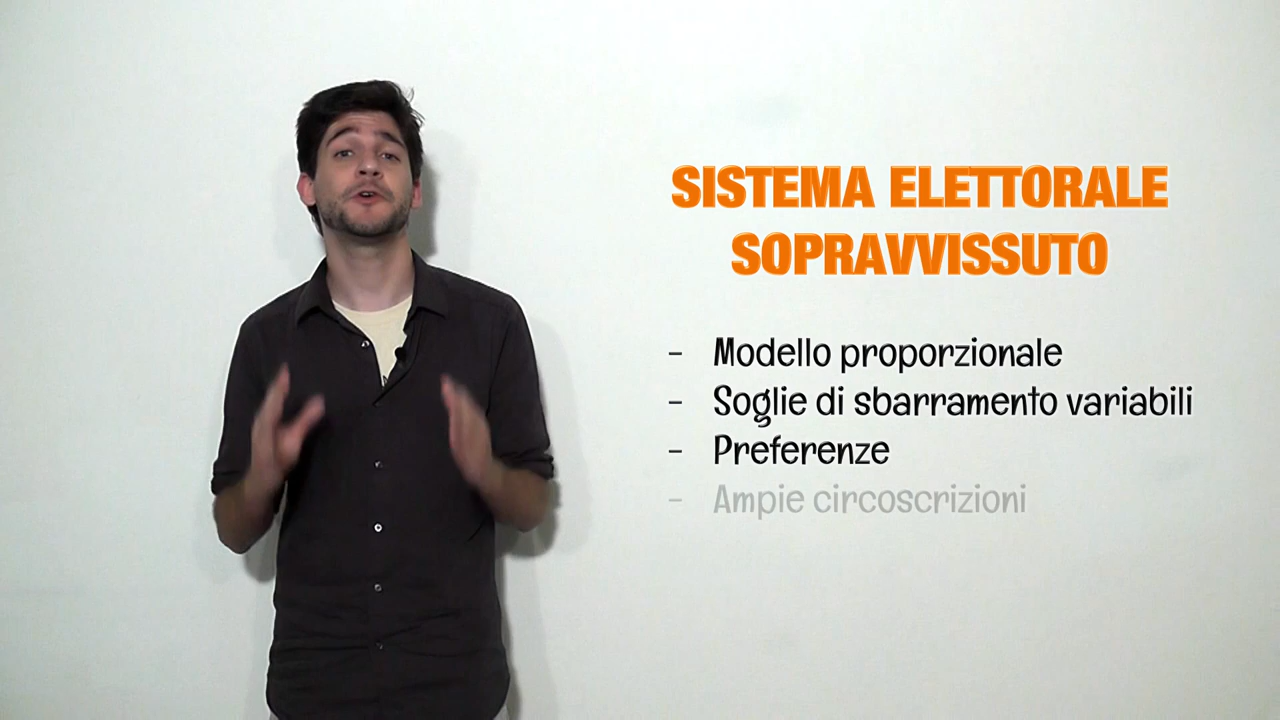 SISTEMA ELETTORALE
SOPRAVVISSUTO
- Modello proporzionale
- Soglie di sbarramento variabili
- Preferenze
- Ampie circoscrizioni